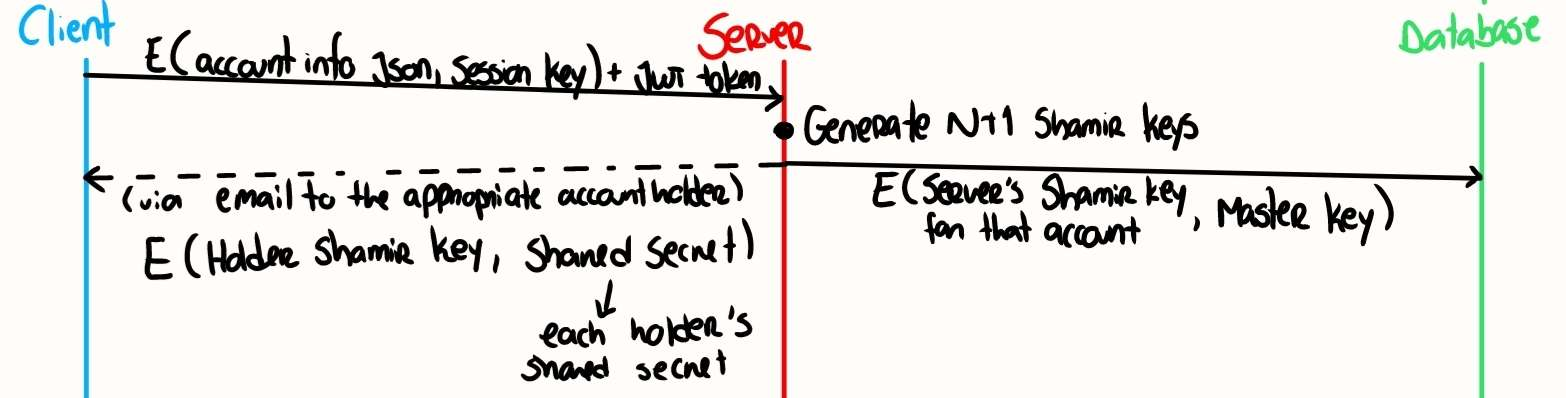 Client
Server
Database
E(account info Json, Session key) + JWT token
Generate N+1 Shamir keys
(via email to the appropriate account holder)
E(Holder Shamir key, Shared secret)
each holder's
shared secret
E(Server's Shamir key
for that account, Master key)